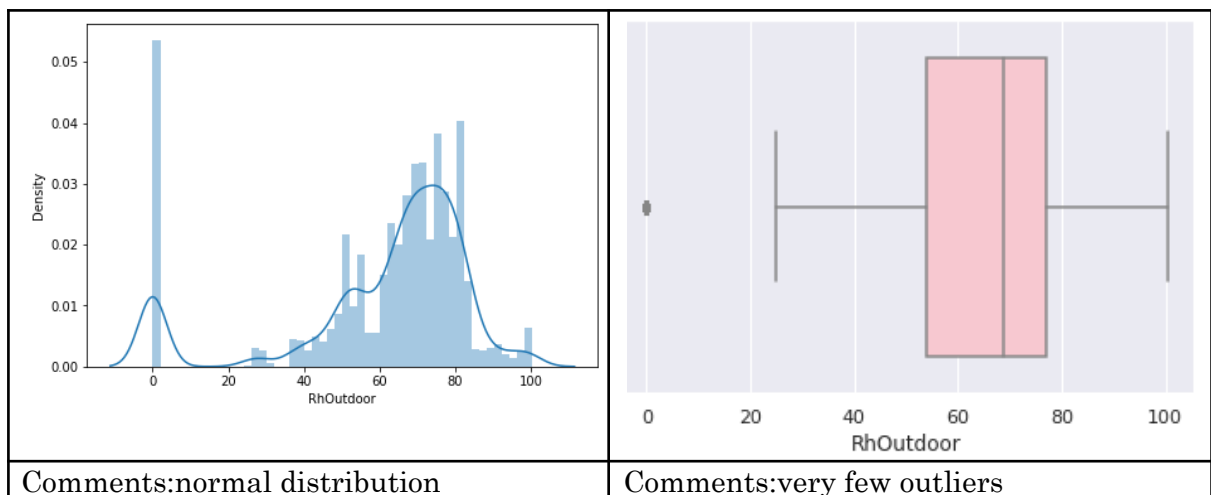 0.05
0.04
0.03
0.02
0.01
0.00
Density
0 20 40 60 80 100
RhOutdoor
0 20 40 60 80 100
RhOutdoor
Comments:normal distribution
Comments:very few outliers